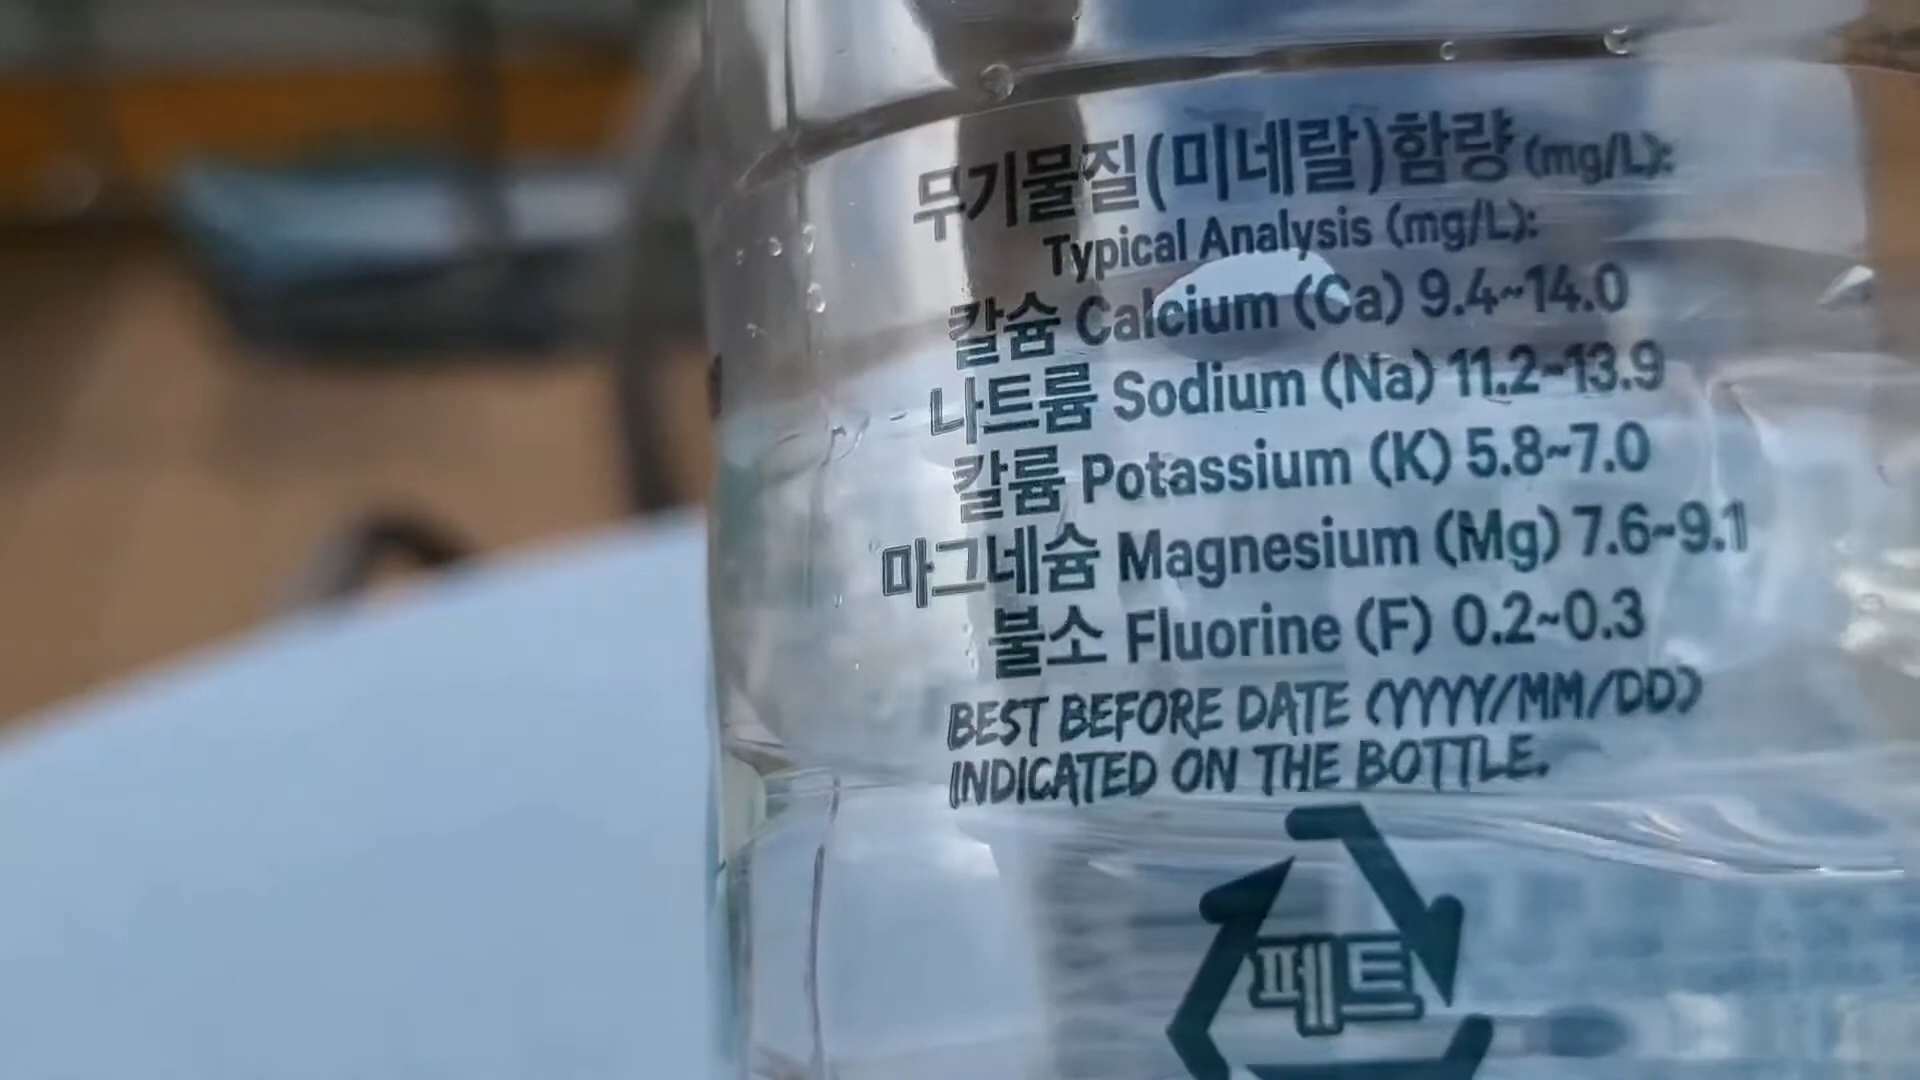 무기물질(미네랄)함량 (mg/L):
Typical Analysis (mg/L):
칼슘 Calcium (Ca) 9.4~14.0
나트륨 Sodium (Na) 11.2~13.9
칼륨 Potassium (K) 5.8~7.0
마그네슘 Magnesium (Mg) 7.6~9.1
불소 Fluorine (F) 0.2~0.3
BEST BEFORE DATE (YYYY/MM/DD)
INDICATED ON THE BOTTLE.
페트